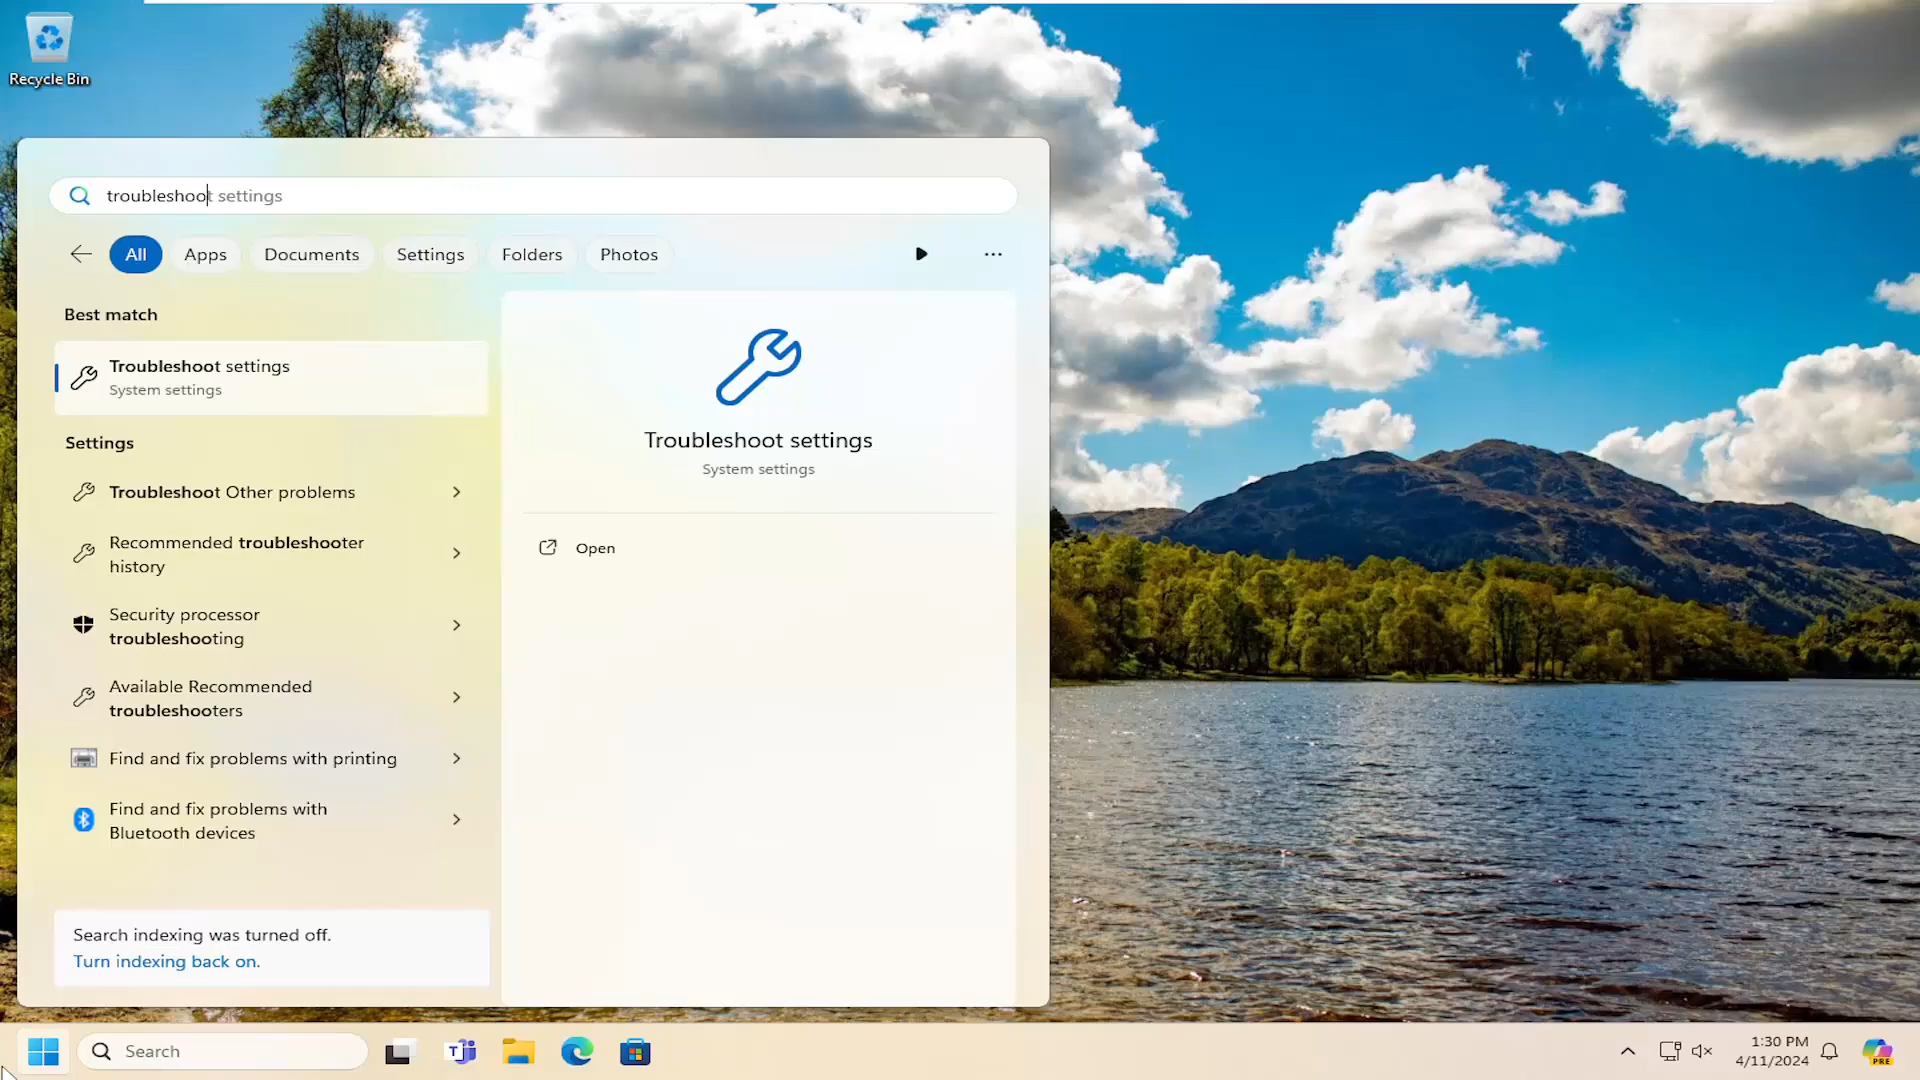 Recycle Bin
troubleshoot settings
All
Apps
Documents
Settings
Folders
Photos
Best match
Troubleshoot settings
System settings
Settings
Troubleshoot Other problems
Recommended troubleshooter
history
Security processor
troubleshooting
Available Recommended
troubleshooters
Find and fix problems with printing
Find and fix problems with
Bluetooth devices
Search indexing was turned off.
Turn indexing back on.
Troubleshoot settings
System settings
Open
Search
T
1:30 PM
4/11/2024
PRE